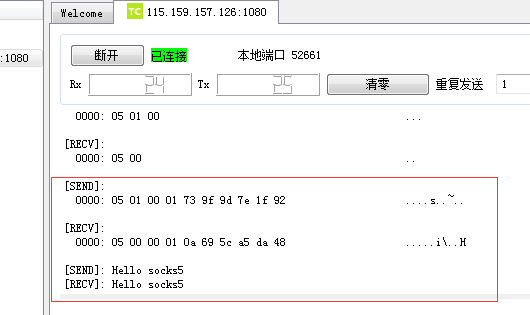 Welcome
TC 115.159.157.126:1080
:1080
断开 已连接 本地端口 52661
Rx 24 Tx 25 清零 重复发送 1
0000: 05 01 00 ...
[RECV]:
0000: 05 00 ..
[SEND]:
0000: 05 01 00 01 73 9f 9d 7e 1f 92 ....s..~..
[RECV]:
0000: 05 00 00 01 0a 69 5c a5 da 48 .....i\..H
[SEND]: Hello socks5
[RECV]: Hello socks5